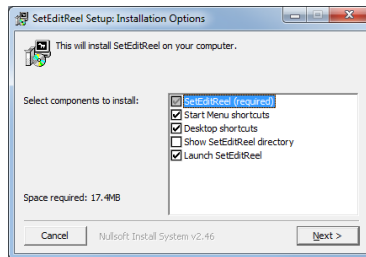 SetEditReel Setup: Installation Options
This will install SetEditReel on your computer.
Select components to install:
SetEditReel (required)
Start Menu shortcuts
Desktop shortcuts
Show SetEditReel directory
Launch SetEditReel
Space required: 17.4MB
Cancel
Nullsoft Install System v2.46
Next >